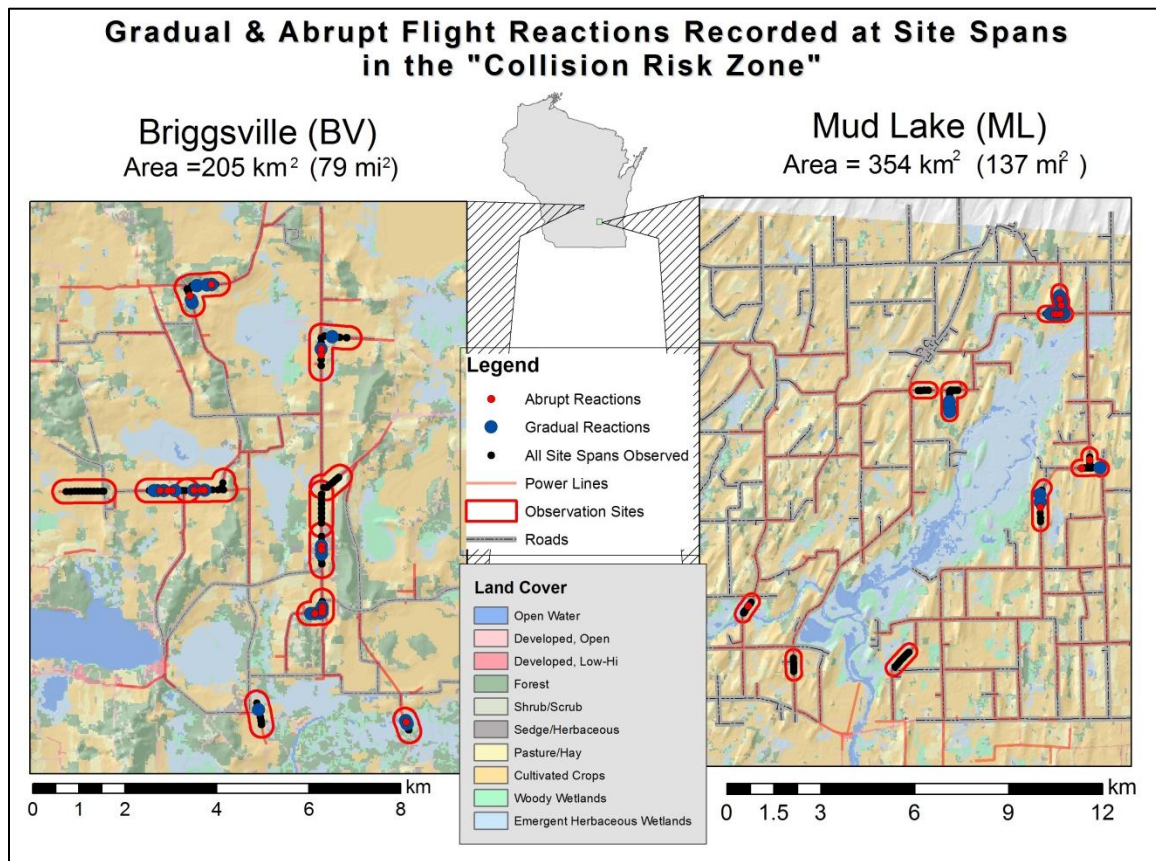 Gradual & Abrupt Flight Reactions Recorded at Site Spans
in the "Collision Risk Zone"
Briggsville (BV)
Area =205 km² (79 mi²)
Mud Lake (ML)
Area = 354 km² (137 mi²)
Legend
Abrupt Reactions
Gradual Reactions
All Site Spans Observed
Power Lines
Observation Sites
Roads
Land Cover
Open Water
Developed, Open
Developed, Low-Hi
Forest
Shrub/Scrub
Sedge/Herbaceous
Pasture/Hay
Cultivated Crops
Woody Wetlands
Emergent Herbaceous Wetlands
km
0 1 2 4 6 8
km
0 1.5 3 6 9 12